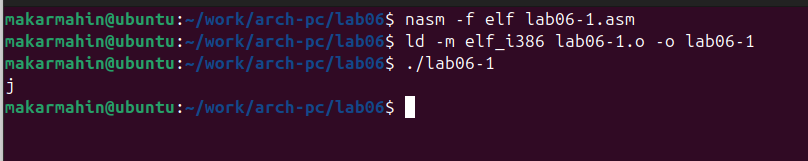 makarmahin@ubuntu:~/work/arch-pc/lab06$ nasm -f elf lab06-1.asm
makarmahin@ubuntu:~/work/arch-pc/lab06$ ld -m elf_i386 lab06-1.o -o lab06-1
makarmahin@ubuntu:~/work/arch-pc/lab06$ ./lab06-1
j
makarmahin@ubuntu:~/work/arch-pc/lab06$